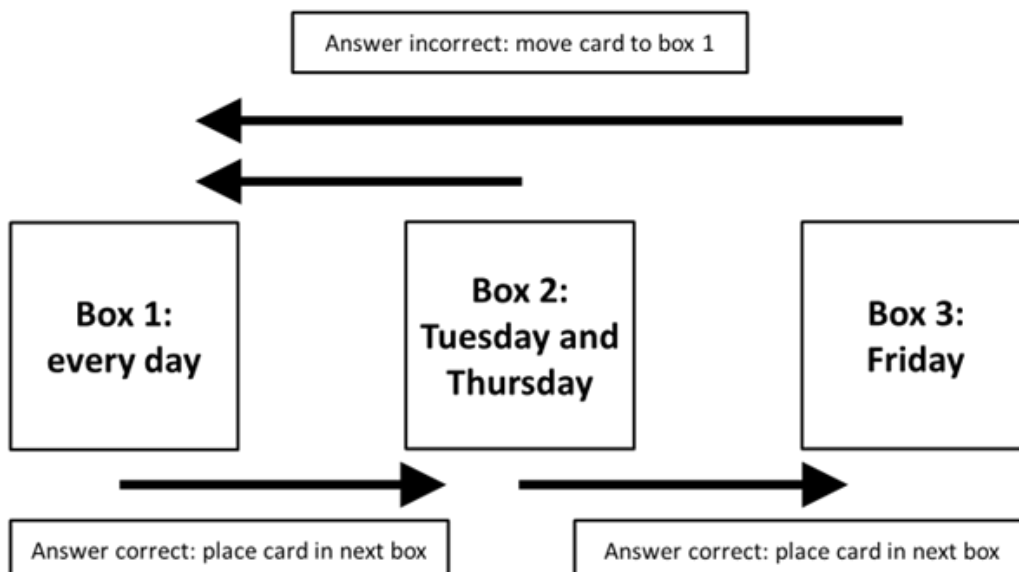 Answer incorrect: move card to box 1
Box 1:
every day
Box 2:
Tuesday and
Thursday
Box 3:
Friday
Answer correct: place card in next box
Answer correct: place card in next box